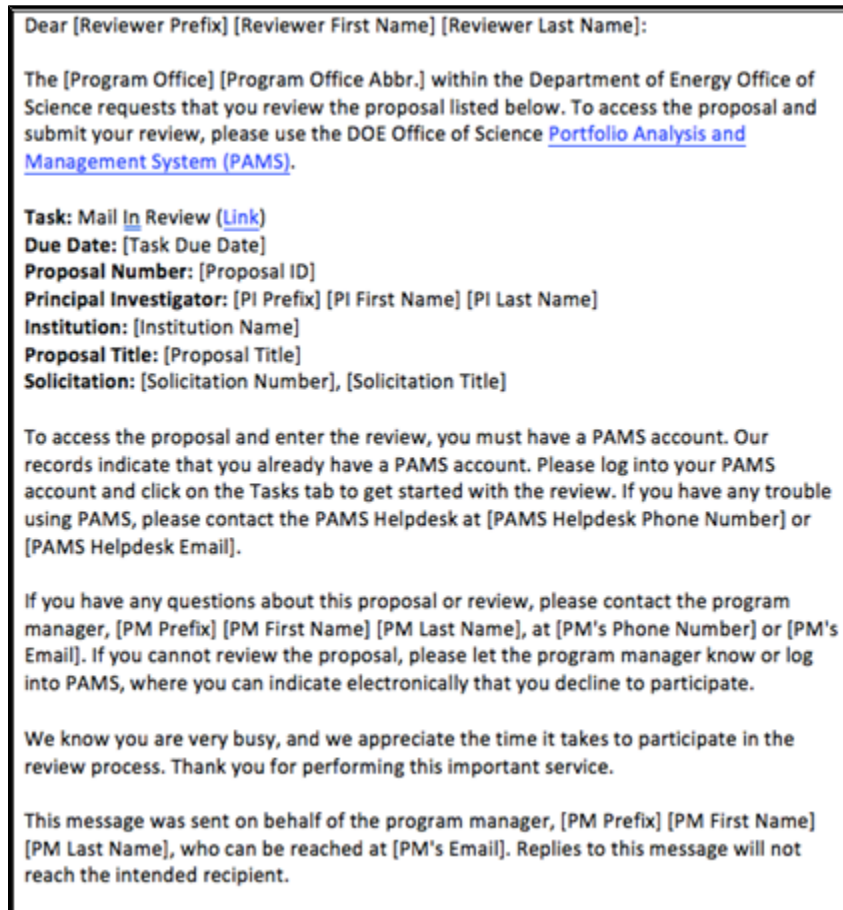 Dear [Reviewer Prefix] [Reviewer First Name] [Reviewer Last Name]:
The [Program Office] [Program Office Abbr.] within the Department of Energy Office of
Science requests that you review the proposal listed below. To access the proposal and
submit your review, please use the DOE Office of Science Portfolio Analysis and
Management System (PAMS).
Task: Mail In Review (Link)
Due Date: [Task Due Date]
Proposal Number: [Proposal ID]
Principal Investigator: [PI Prefix] [PI First Name] [PI Last Name]
Institution: [Institution Name]
Proposal Title: [Proposal Title]
Solicitation: [Solicitation Number], [Solicitation Title]
To access the proposal and enter the review, you must have a PAMS account. Our
records indicate that you already have a PAMS account. Please log into your PAMS
account and click on the Tasks tab to get started with the review. If you have any trouble
using PAMS, please contact the PAMS Helpdesk at [PAMS Helpdesk Phone Number] or
[PAMS Helpdesk Email].
If you have any questions about this proposal or review, please contact the program
manager, [PM Prefix] [PM First Name] [PM Last Name], at [PM's Phone Number] or [PM's
Email]. If you cannot review the proposal, please let the program manager know or log
into PAMS, where you can indicate electronically that you decline to participate.
We know you are very busy, and we appreciate the time it takes to participate in the
review process. Thank you for performing this important service.
This message was sent on behalf of the program manager, [PM Prefix] [PM First Name]
[PM Last Name], who can be reached at [PM's Email]. Replies to this message will not
reach the intended recipient.